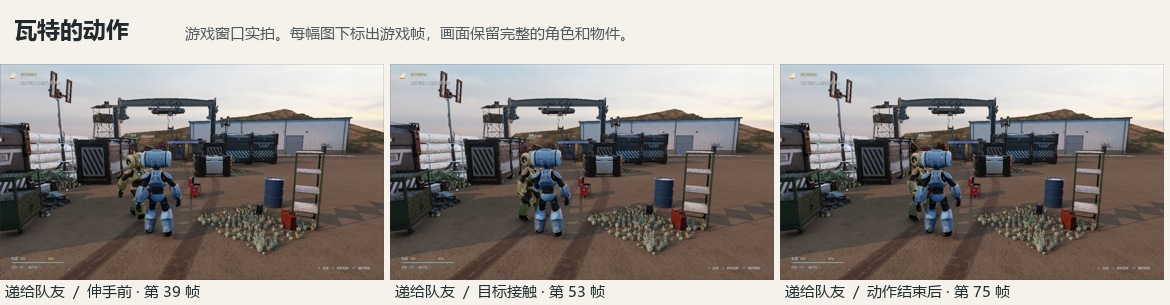 瓦特的动作
游戏窗口实拍。每幅图下标出游戏帧，画面保留完整的角色和物件。
递给队友 / 伸手前 · 第 39 帧
递给队友 / 目标接触 · 第 53 帧
递给队友 / 动作结束后 · 第 75 帧